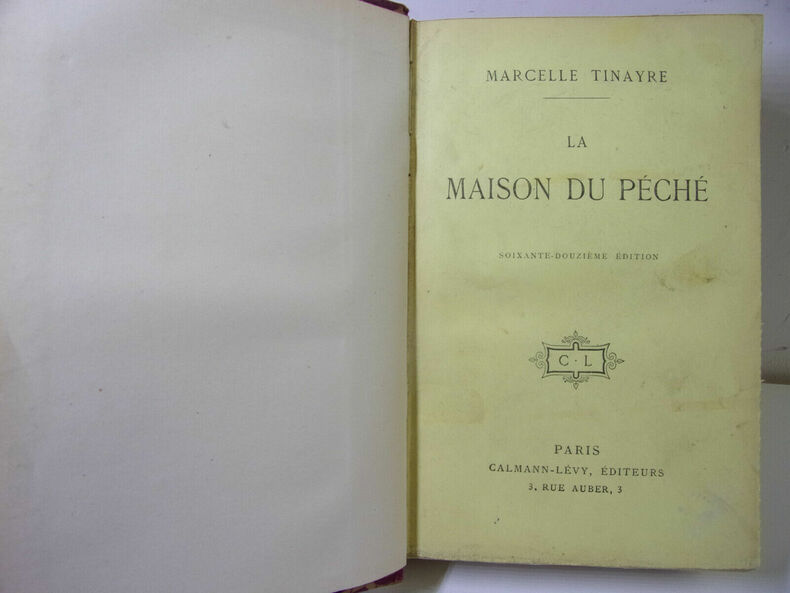 MARCELLE TINAYRE
LA
MAISON DU PÉCHÉ
SOIXANTE-DOUZIÈME ÉDITION
C · L
PARIS
CALMANN-LÉVY, ÉDITEURS
3, RUE AUBER, 3